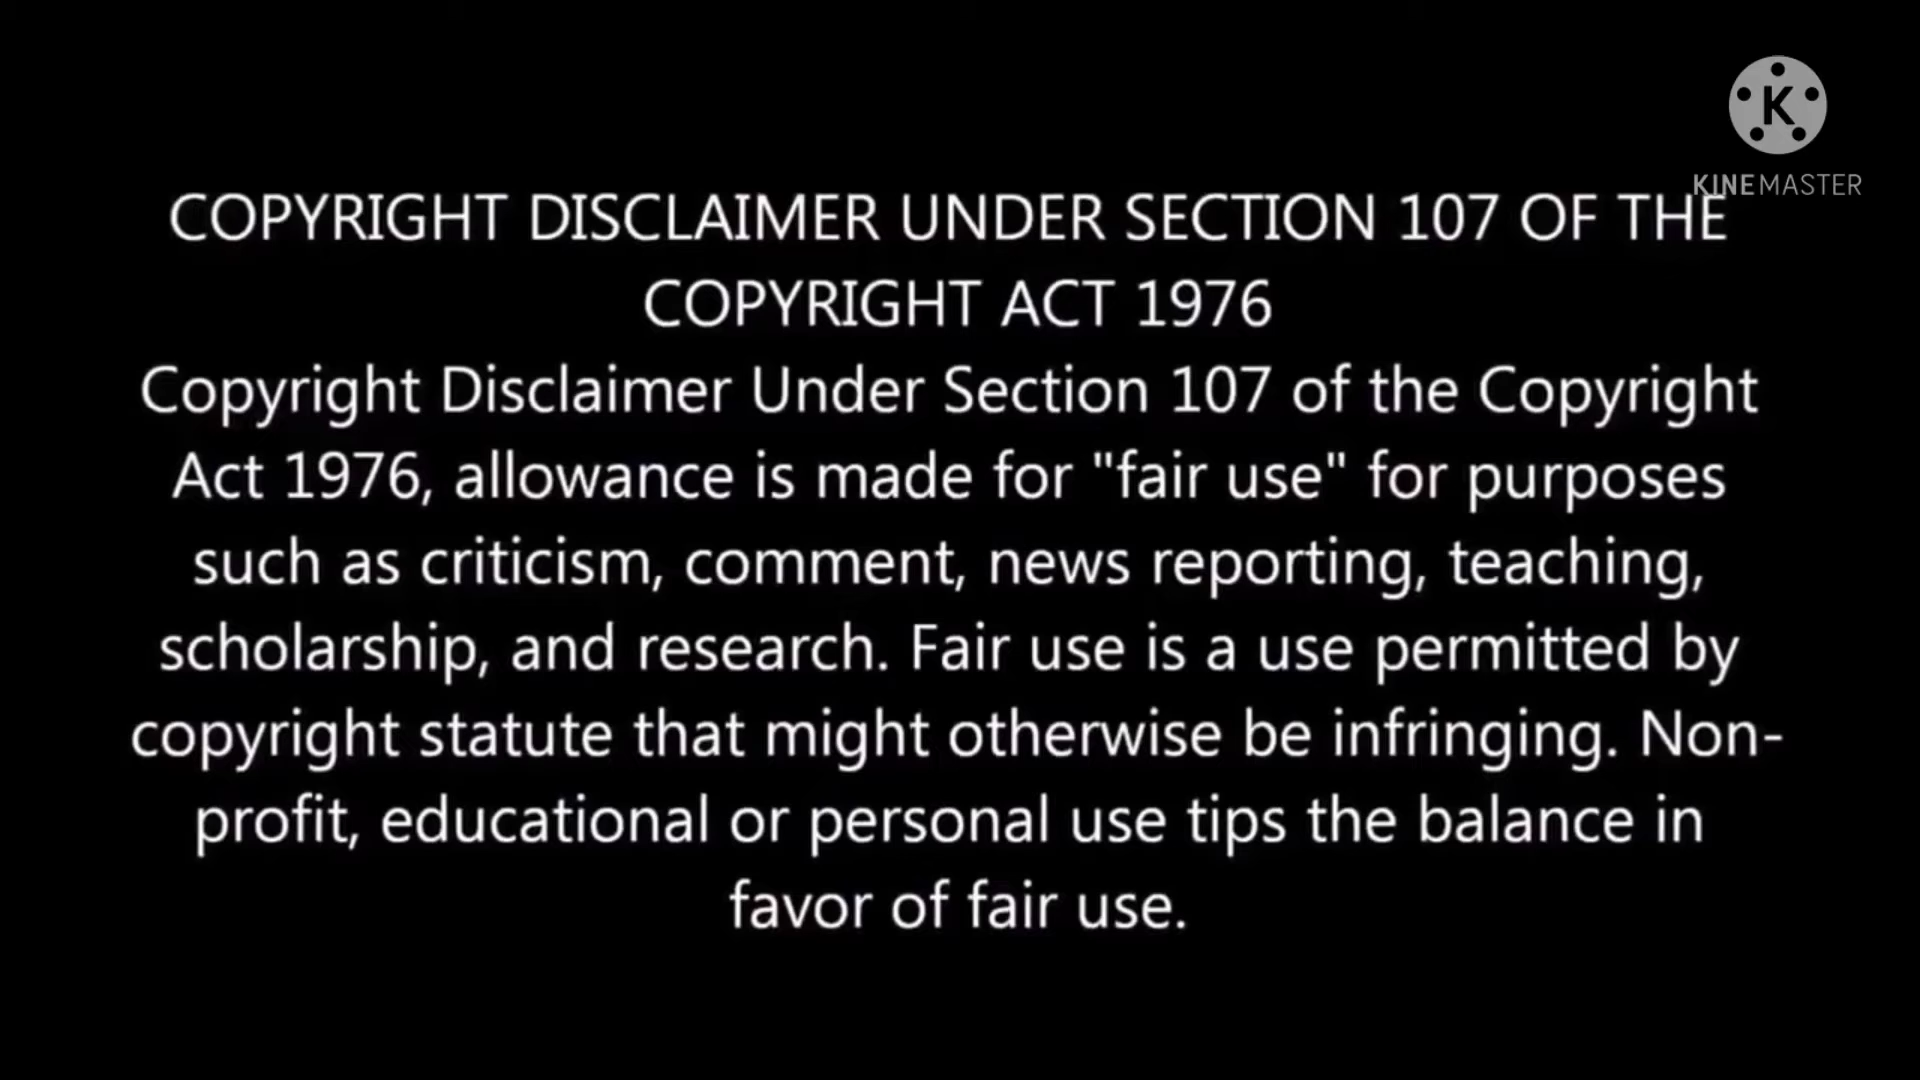 KINEMASTER
COPYRIGHT DISCLAIMER UNDER SECTION 107 OF THE
COPYRIGHT ACT 1976
Copyright Disclaimer Under Section 107 of the Copyright
Act 1976, allowance is made for "fair use" for purposes
such as criticism, comment, news reporting, teaching,
scholarship, and research. Fair use is a use permitted by
copyright statute that might otherwise be infringing. Non-
profit, educational or personal use tips the balance in
favor of fair use.